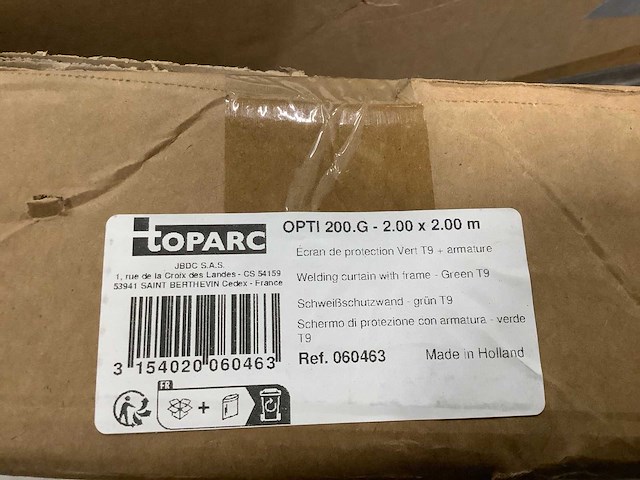 TOPARC
JBDC S.A.S.
1, rue de la Croix des Landes - CS 54159
53941 SAINT BERTHEVIN Cedex - France
3 154020 060463
FR
+
OPTI 200.G - 2.00 x 2.00 m
Ecran de protection Vert T9 + armature
Welding curtain with frame - Green T9
Schweißschutzwand - grün T9
Schermo di protezione con armatura - verde
T9
Ref. 060463 Made in Holland